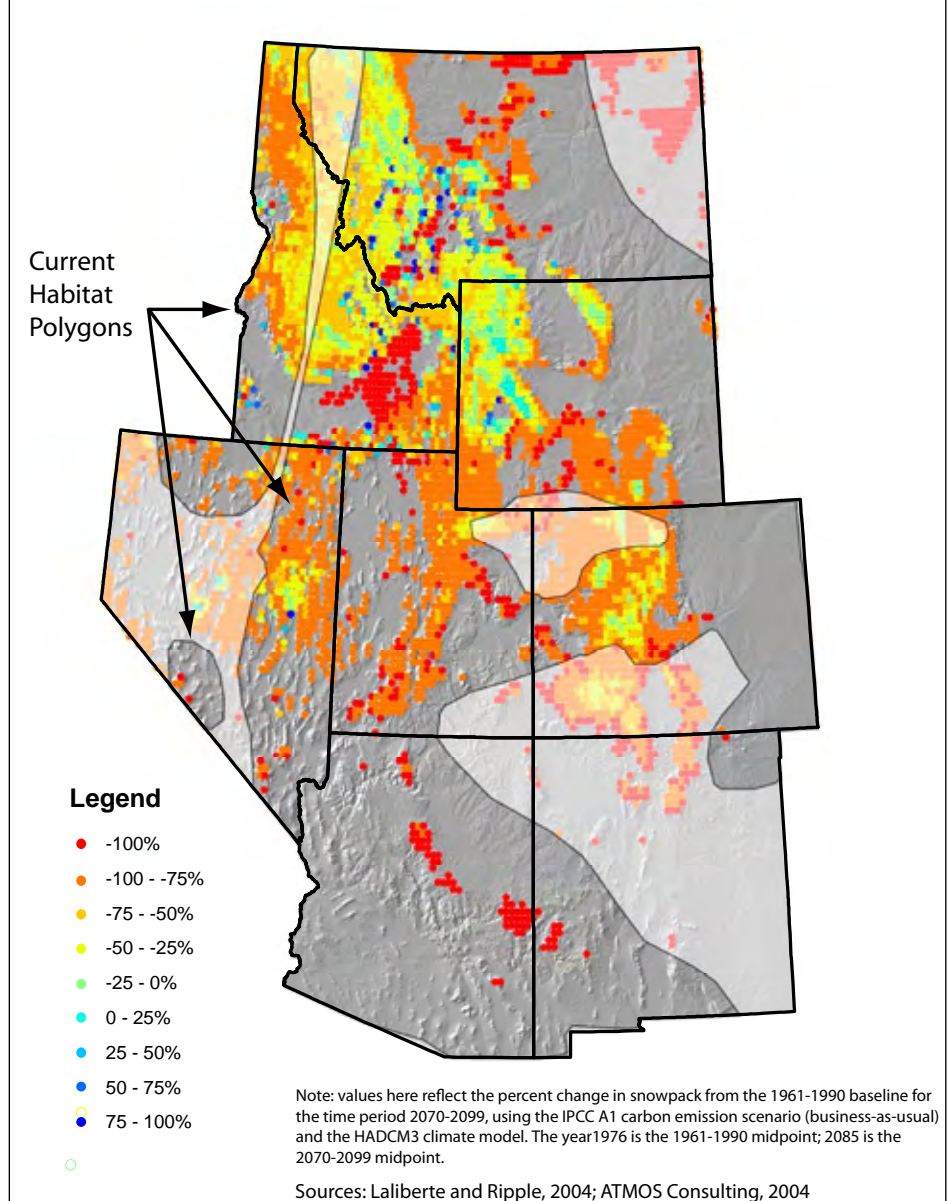 Current
Habitat
Polygons
Legend
-100%
-100 - -75%
-75 - -50%
-50 - -25%
-25 - 0%
0 - 25%
25 - 50%
50 - 75%
75 - 100%
Note: values here reflect the percent change in snowpack from the 1961-1990 baseline for
the time period 2070-2099, using the IPCC A1 carbon emission scenario (business-as-usual)
and the HADCM3 climate model. The year1976 is the 1961-1990 midpoint; 2085 is the
2070-2099 midpoint.
Sources: Laliberte and Ripple, 2004; ATMOS Consulting, 2004